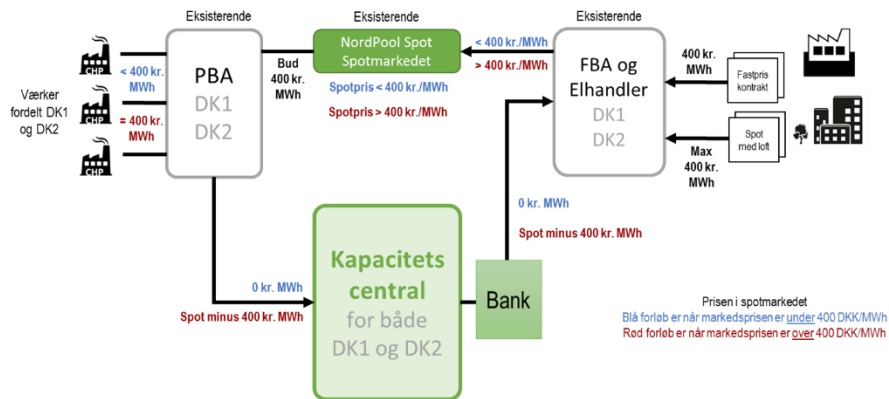 Eksisterende
Eksisterende
Eksisterende
CHP
CHP
CHP
Værker
fordelt DK1
og DK2
< 400 kr.
MWh
= 400 kr.
MWh
PBA
DK1
DK2
Bud
400 kr.
MWh
NordPool Spot
Spotmarkedet
Spotpris < 400 kr./MWh
Spotpris > 400 kr./MWh
< 400 kr./MWh
> 400 kr./MWh
FBA og
Elhandler
DK1
DK2
400 kr.
MWh
Fastpris
kontrakt
Spot
med loft
Max
400 kr.
MWh
0 kr. MWh
Spot minus 400 kr. MWh
0 kr. MWh
Spot minus 400 kr. MWh
Kapacitets
central
for både
DK1 og DK2
Bank
Prisen i spotmarkedet
Blå forløb er når markedsprisen er under 400 DKK/MWh
Rød forløb er når markedsprisen er over 400 DKK/MWh